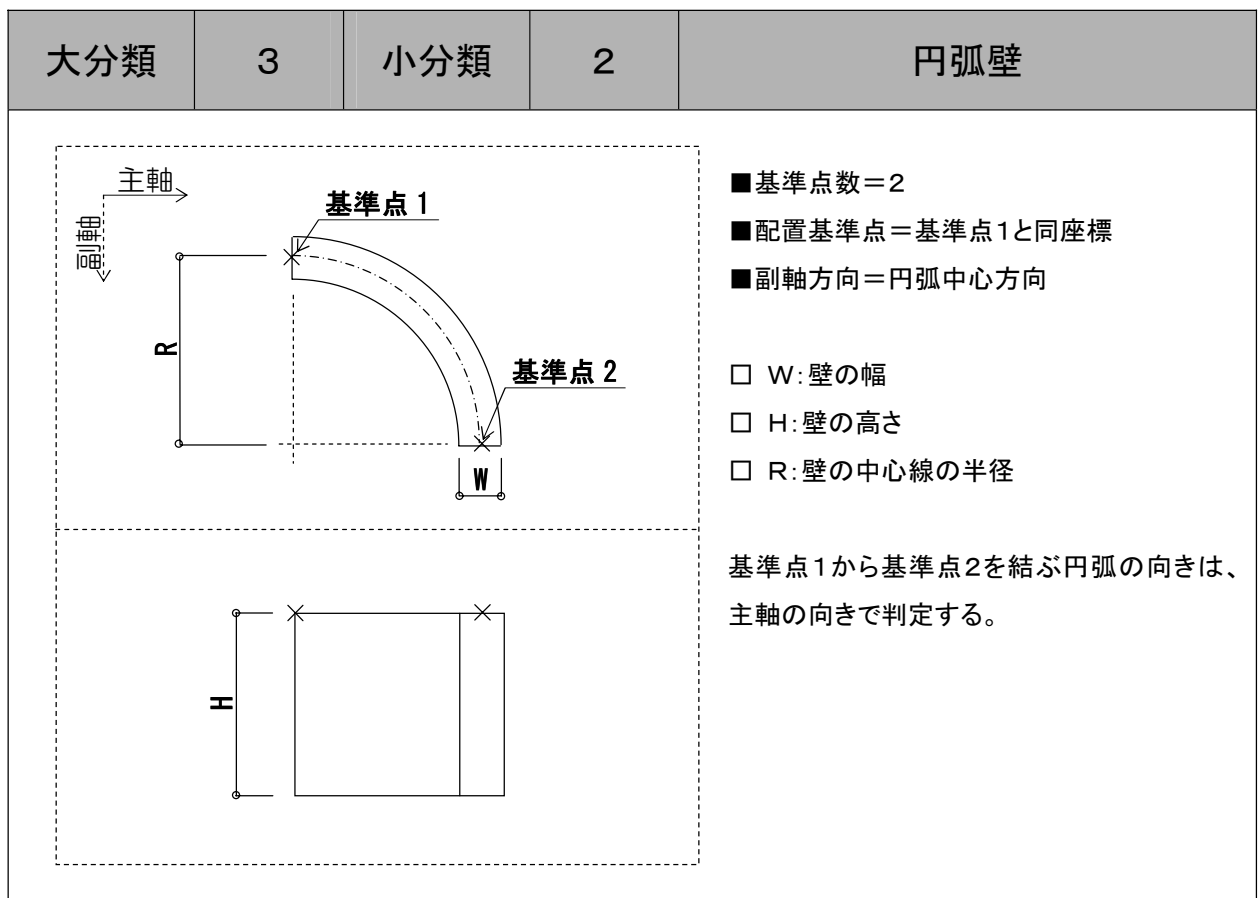 大分類 3 小分類 2 円弧壁
主軸
副軸
基準点1
R
基準点2
W
H
■基準点数=2
■配置基準点=基準点1と同座標
■副軸方向=円弧中心方向
□ W:壁の幅
□ H:壁の高さ
□ R:壁の中心線の半径
基準点1から基準点2を結ぶ円弧の向きは、
主軸の向きで判定する。